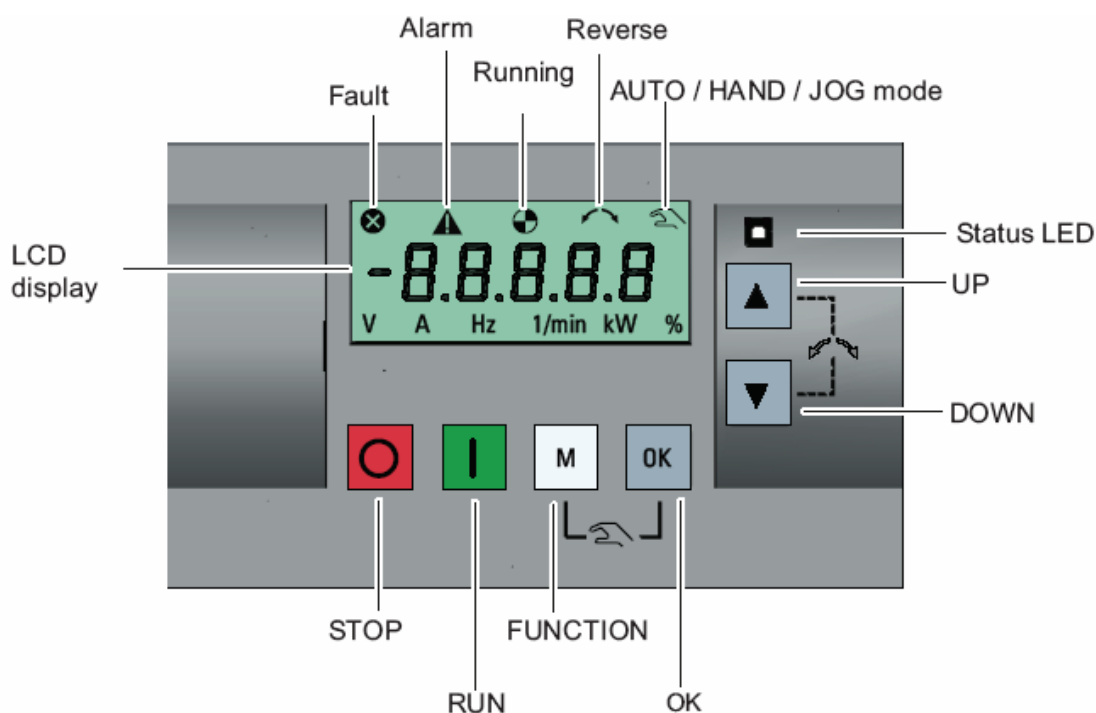 Alarm
Reverse
Running
Fault
AUTO / HAND / JOG mode
LCD
display
-8.8.8.8.8
V A Hz 1/min kW %
Status LED
UP
DOWN
M
OK
STOP
FUNCTION
RUN
OK